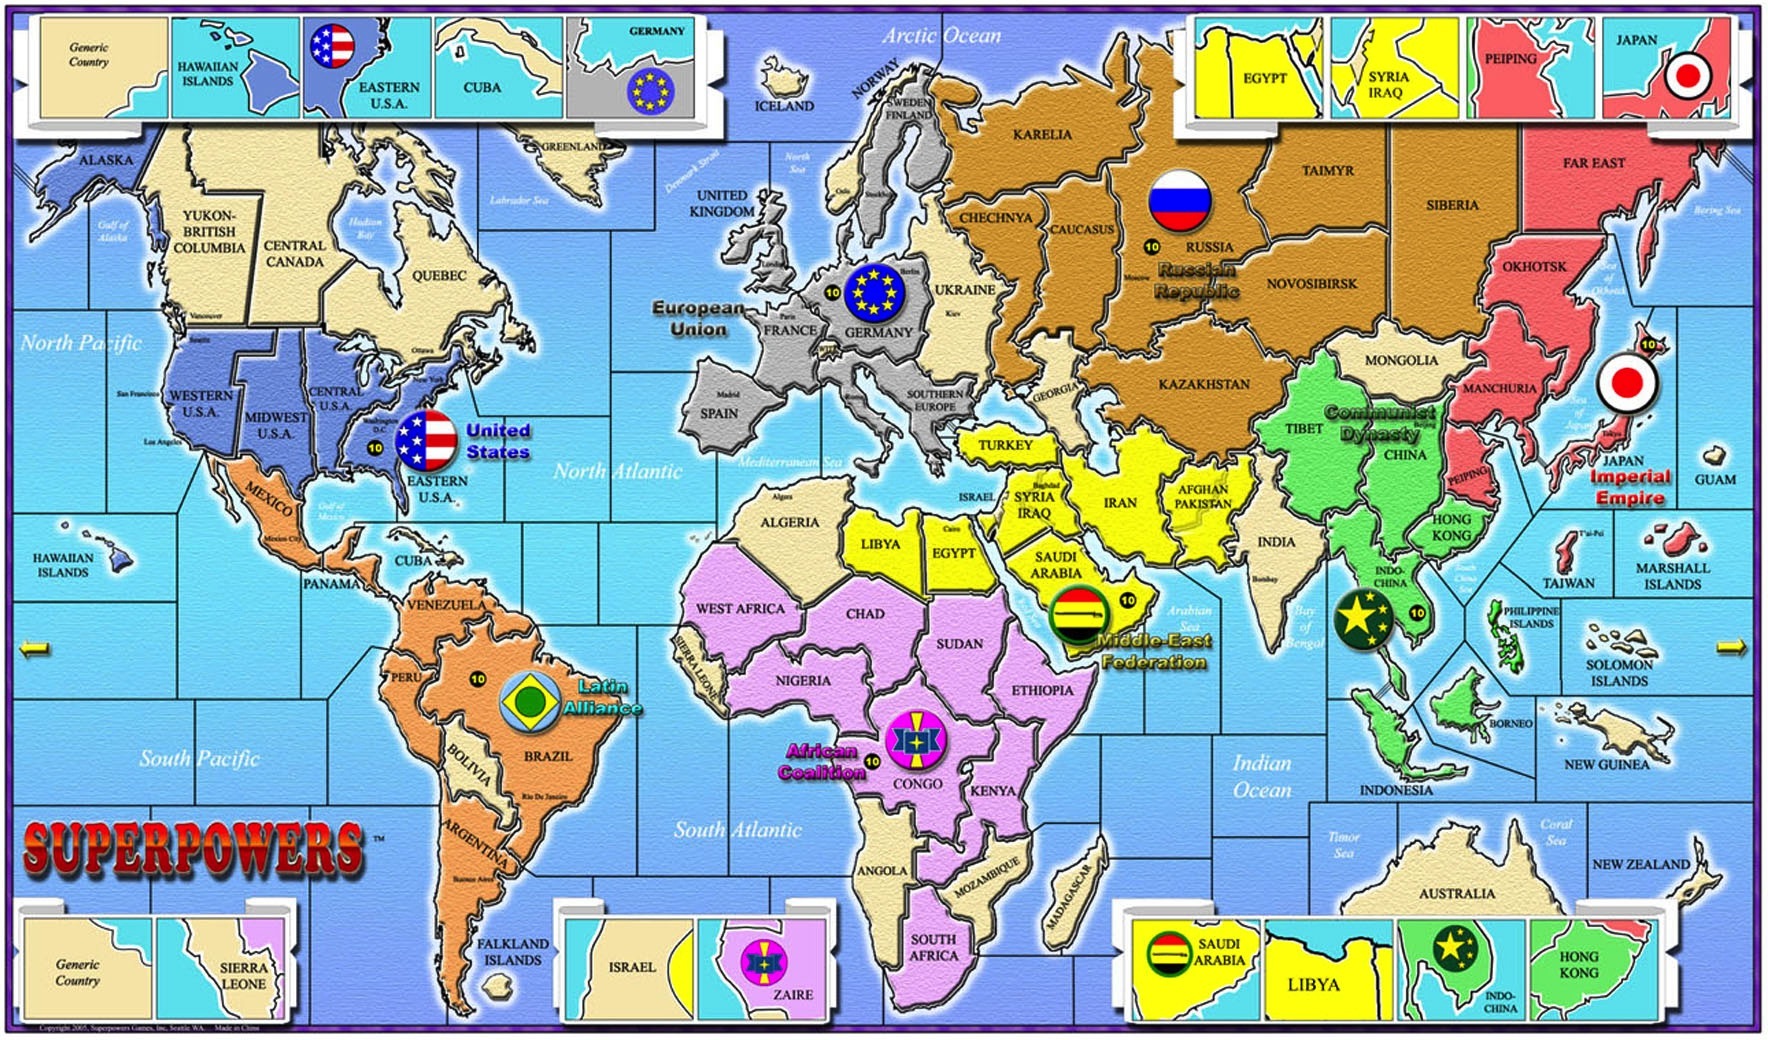 Generic
Country
HAWAIIAN
ISLANDS
EASTERN
U.S.A.
CUBA
GERMANY
Arctic Ocean
EGYPT
SYRIA
IRAQ
PEIPING
JAPAN
ALASKA
GREENLAND
ICELAND
NORWAY
SWEDEN
FINLAND
KARELIA
TAIMYR
FAR EAST
Denmark Strait
North
Sea
Labrador Sea
UNITED
KINGDOM
Oslo
Stockholm
CHECHNYA
CAUCASUS
SIBERIA
Bering Sea
Gulf of
Alaska
YUKON-
BRITISH
COLUMBIA
CENTRAL
CANADA
Hudson
Bay
QUEBEC
London
Berlin
10
RUSSIA
Moscow
Russian
Republic
NOVOSIBIRSK
OKHOTSK
Sea
of
Okhotsk
European
Union
10
UKRAINE
Kiev
Paris
FRANCE
GERMANY
Vancouver
Seattle
Ottawa
North Pacific
MONGOLIA
10
San Francisco
WESTERN
U.S.A.
MIDWEST
U.S.A.
CENTRAL
U.S.A.
New York
Washington
D.C.
10
United
States
Los Angeles
EASTERN
U.S.A.
Madrid
SPAIN
Rome
SOUTHERN
EUROPE
GEORGIA
KAZAKHSTAN
MANCHURIA
Sea
of
Japan
Tokyo
JAPAN
Imperial
Empire
Communist
Dynasty
Beijing
TIBET
CHINA
PEIPING
GUAM
North Atlantic
Mediterranean Sea
TURKEY
MEXICO
Mexico City
Gulf of
Mexico
Algers
ALGERIA
LIBYA
Cairo
EGYPT
ISRAEL
Baghdad
SYRIA
IRAQ
IRAN
AFGHAN
PAKISTAN
INDIA
Bombay
HONG
KONG
T'ai-Pei
TAIWAN
MARSHALL
ISLANDS
HAWAIIAN
ISLANDS
CUBA
PANAMA
SAUDI
ARABIA
10
Red Sea
Arabian
Sea
Middle-East
Federation
Bay
of
Bengal
INDO-
CHINA
10
South
China
Sea
PHILIPPINE
ISLANDS
SOLOMON
ISLANDS
VENEZUELA
WEST AFRICA
CHAD
SUDAN
SIERRA LEONE
NIGERIA
ETHIOPIA
PERU
10
Latin
Alliance
BRAZIL
BOLIVIA
Rio De Janeiro
African
Coalition
10
CONGO
KENYA
BORNEO
NEW GUINEA
INDONESIA
Indian
Ocean
South Pacific
South Atlantic
SUPERPOWERS™
ARGENTINA
Buenos Aires
ANGOLA
MOZAMBIQUE
MADAGASCAR
SOUTH
AFRICA
Timor
Sea
Coral
Sea
AUSTRALIA
NEW ZEALAND
FALKLAND
ISLANDS
Generic
Country
SIERRA
LEONE
ISRAEL
ZAIRE
SAUDI
ARABIA
LIBYA
INDO-
CHINA
HONG
KONG
Copyright 2005, Superpowers Games, Inc, Seattle WA. Made in China